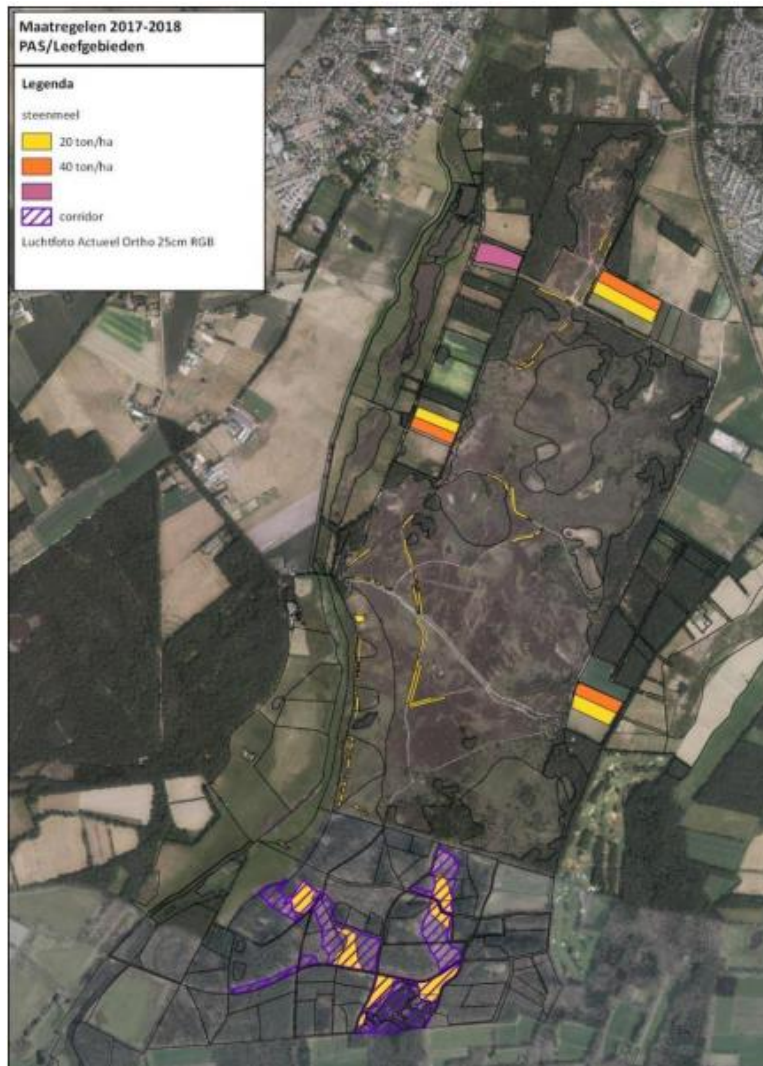 Maatregelen 2017-2018
PAS/Leefgebieden
Legenda
steenmeel
20 ton/ha
40 ton/ha
corridor
Luchtfoto Actueel Ortho 25cm RGB